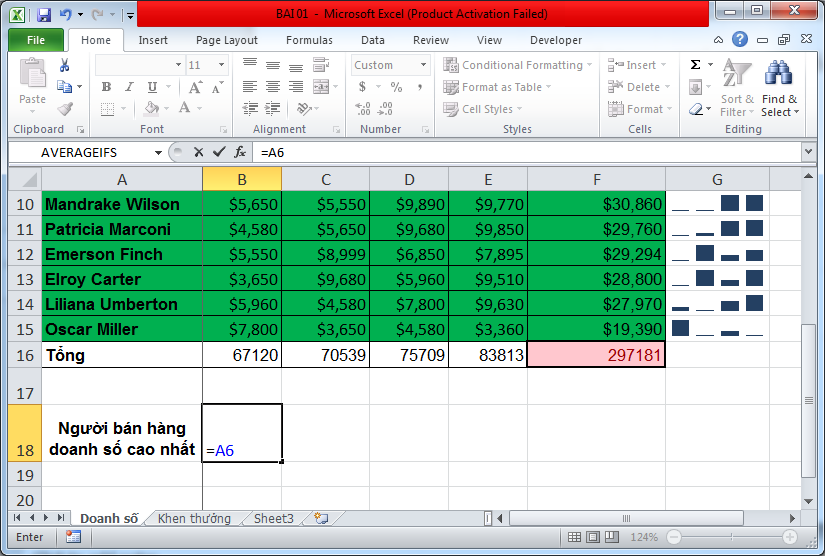 BAI 01 - Microsoft Excel (Product Activation Failed)
File Home Insert Page Layout Formulas Data Review View Developer
Paste
11
B I U
A A
Custom
$ % ,
Conditional Formatting
Format as Table
Cell Styles
Insert
Delete
Format
Σ
Sort & Filter
Find & Select
Clipboard Font Alignment Number Styles Cells Editing
AVERAGEIFS fx =A6
A B C D E F G
10 Mandrake Wilson $5,650 $5,550 $9,890 $9,770 $30,860
11 Patricia Marconi $4,580 $5,650 $9,680 $9,850 $29,760
12 Emerson Finch $5,550 $8,999 $6,850 $7,895 $29,294
13 Elroy Carter $3,650 $9,680 $5,960 $9,510 $28,800
14 Liliana Umberton $5,960 $4,580 $7,800 $9,630 $27,970
15 Oscar Miller $7,800 $3,650 $4,580 $3,360 $19,390
16 Tổng 67120 70539 75709 83813 297181
17
Người bán hàng
18 doanh số cao nhất =A6
19
20
Doanh số Khen thưởng Sheet3
Enter 124%